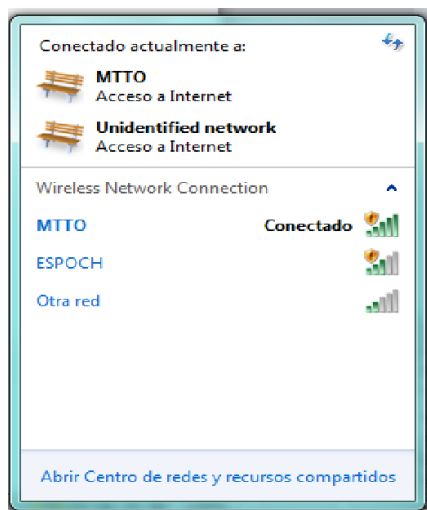 Conectado actualmente a:
MTTO
Acceso a Internet
Unidentified network
Acceso a Internet
Wireless Network Connection
MTTO Conectado
ESPOCH
Otra red
Abrir Centro de redes y recursos compartidos